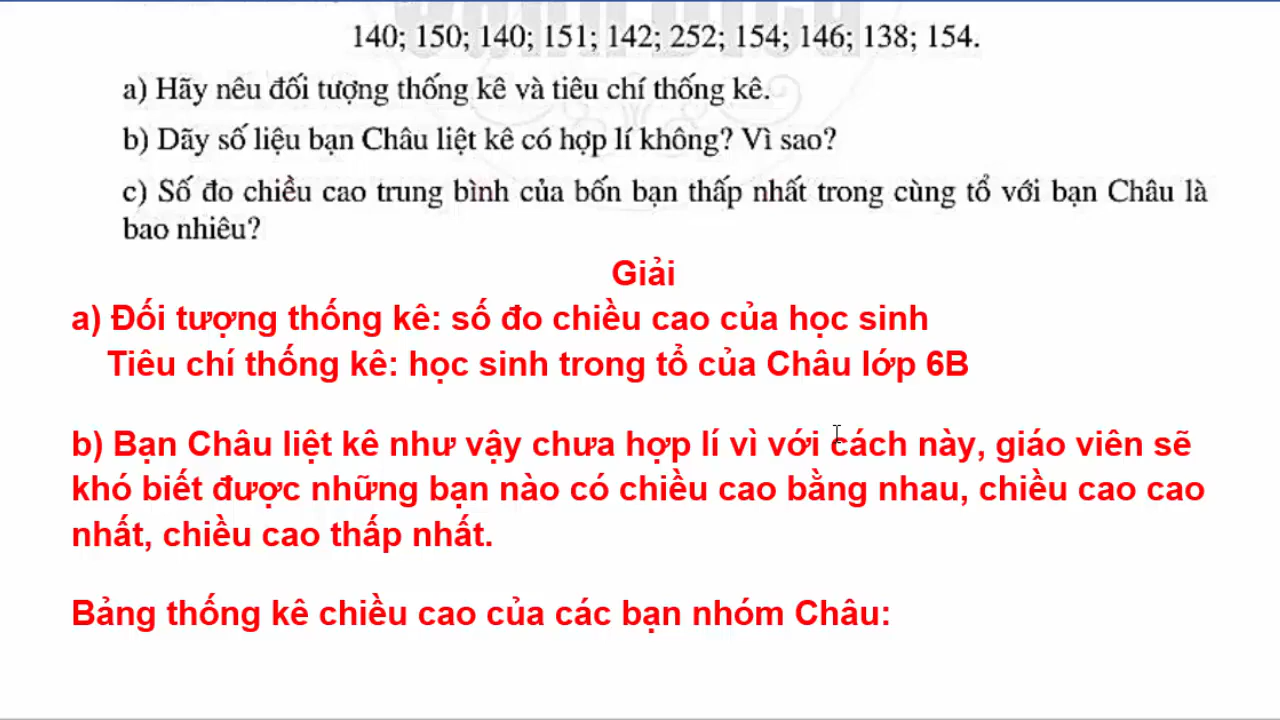 140; 150; 140; 151; 142; 252; 154; 146; 138; 154.
a) Hãy nêu đối tượng thống kê và tiêu chí thống kê.
b) Dãy số liệu bạn Châu liệt kê có hợp lí không? Vì sao?
c) Số đo chiều cao trung bình của bốn bạn thấp nhất trong cùng tổ với bạn Châu là
bao nhiêu?
Giải
a) Đối tượng thống kê: số đo chiều cao của học sinh
Tiêu chí thống kê: học sinh trong tổ của Châu lớp 6B
b) Bạn Châu liệt kê như vậy chưa hợp lí vì với cách này, giáo viên sẽ
khó biết được những bạn nào có chiều cao bằng nhau, chiều cao cao
nhất, chiều cao thấp nhất.
Bảng thống kê chiều cao của các bạn nhóm Châu: